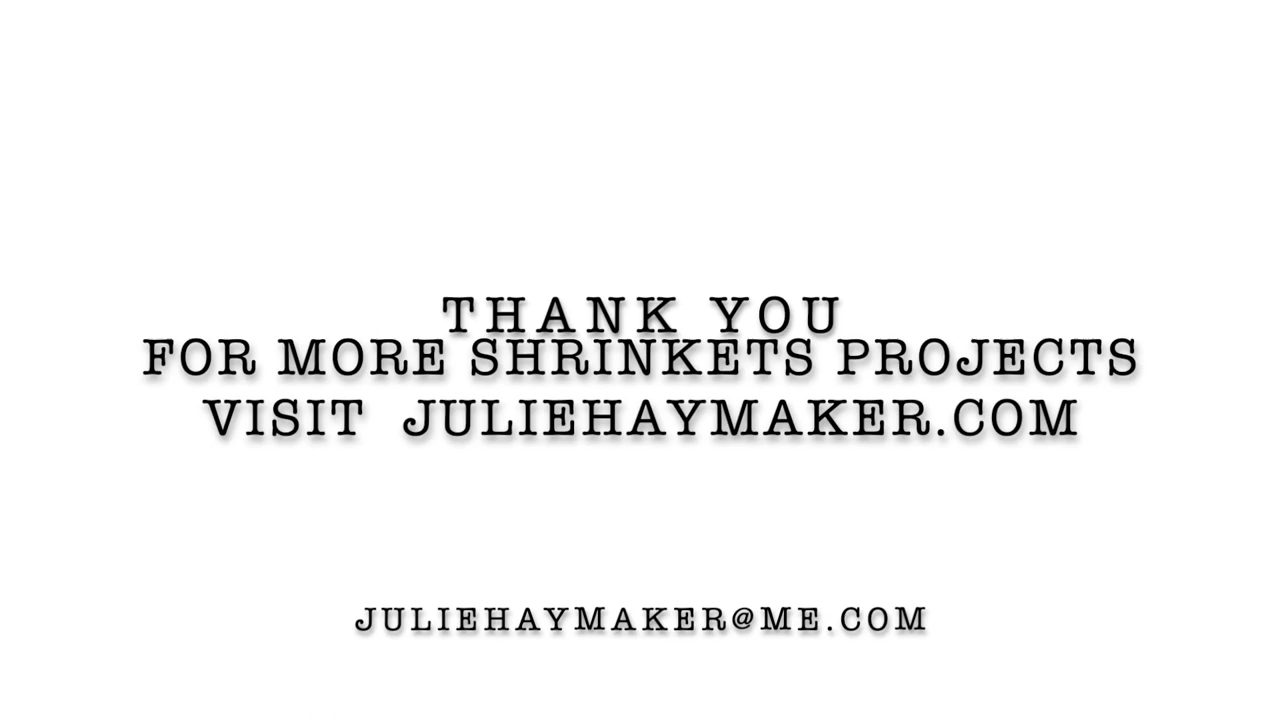 THANK YOU
FOR MORE SHRINKETS PROJECTS
VISIT JULIEHAYMAKER.COM
JULIEHAYMAKER@ME.COM